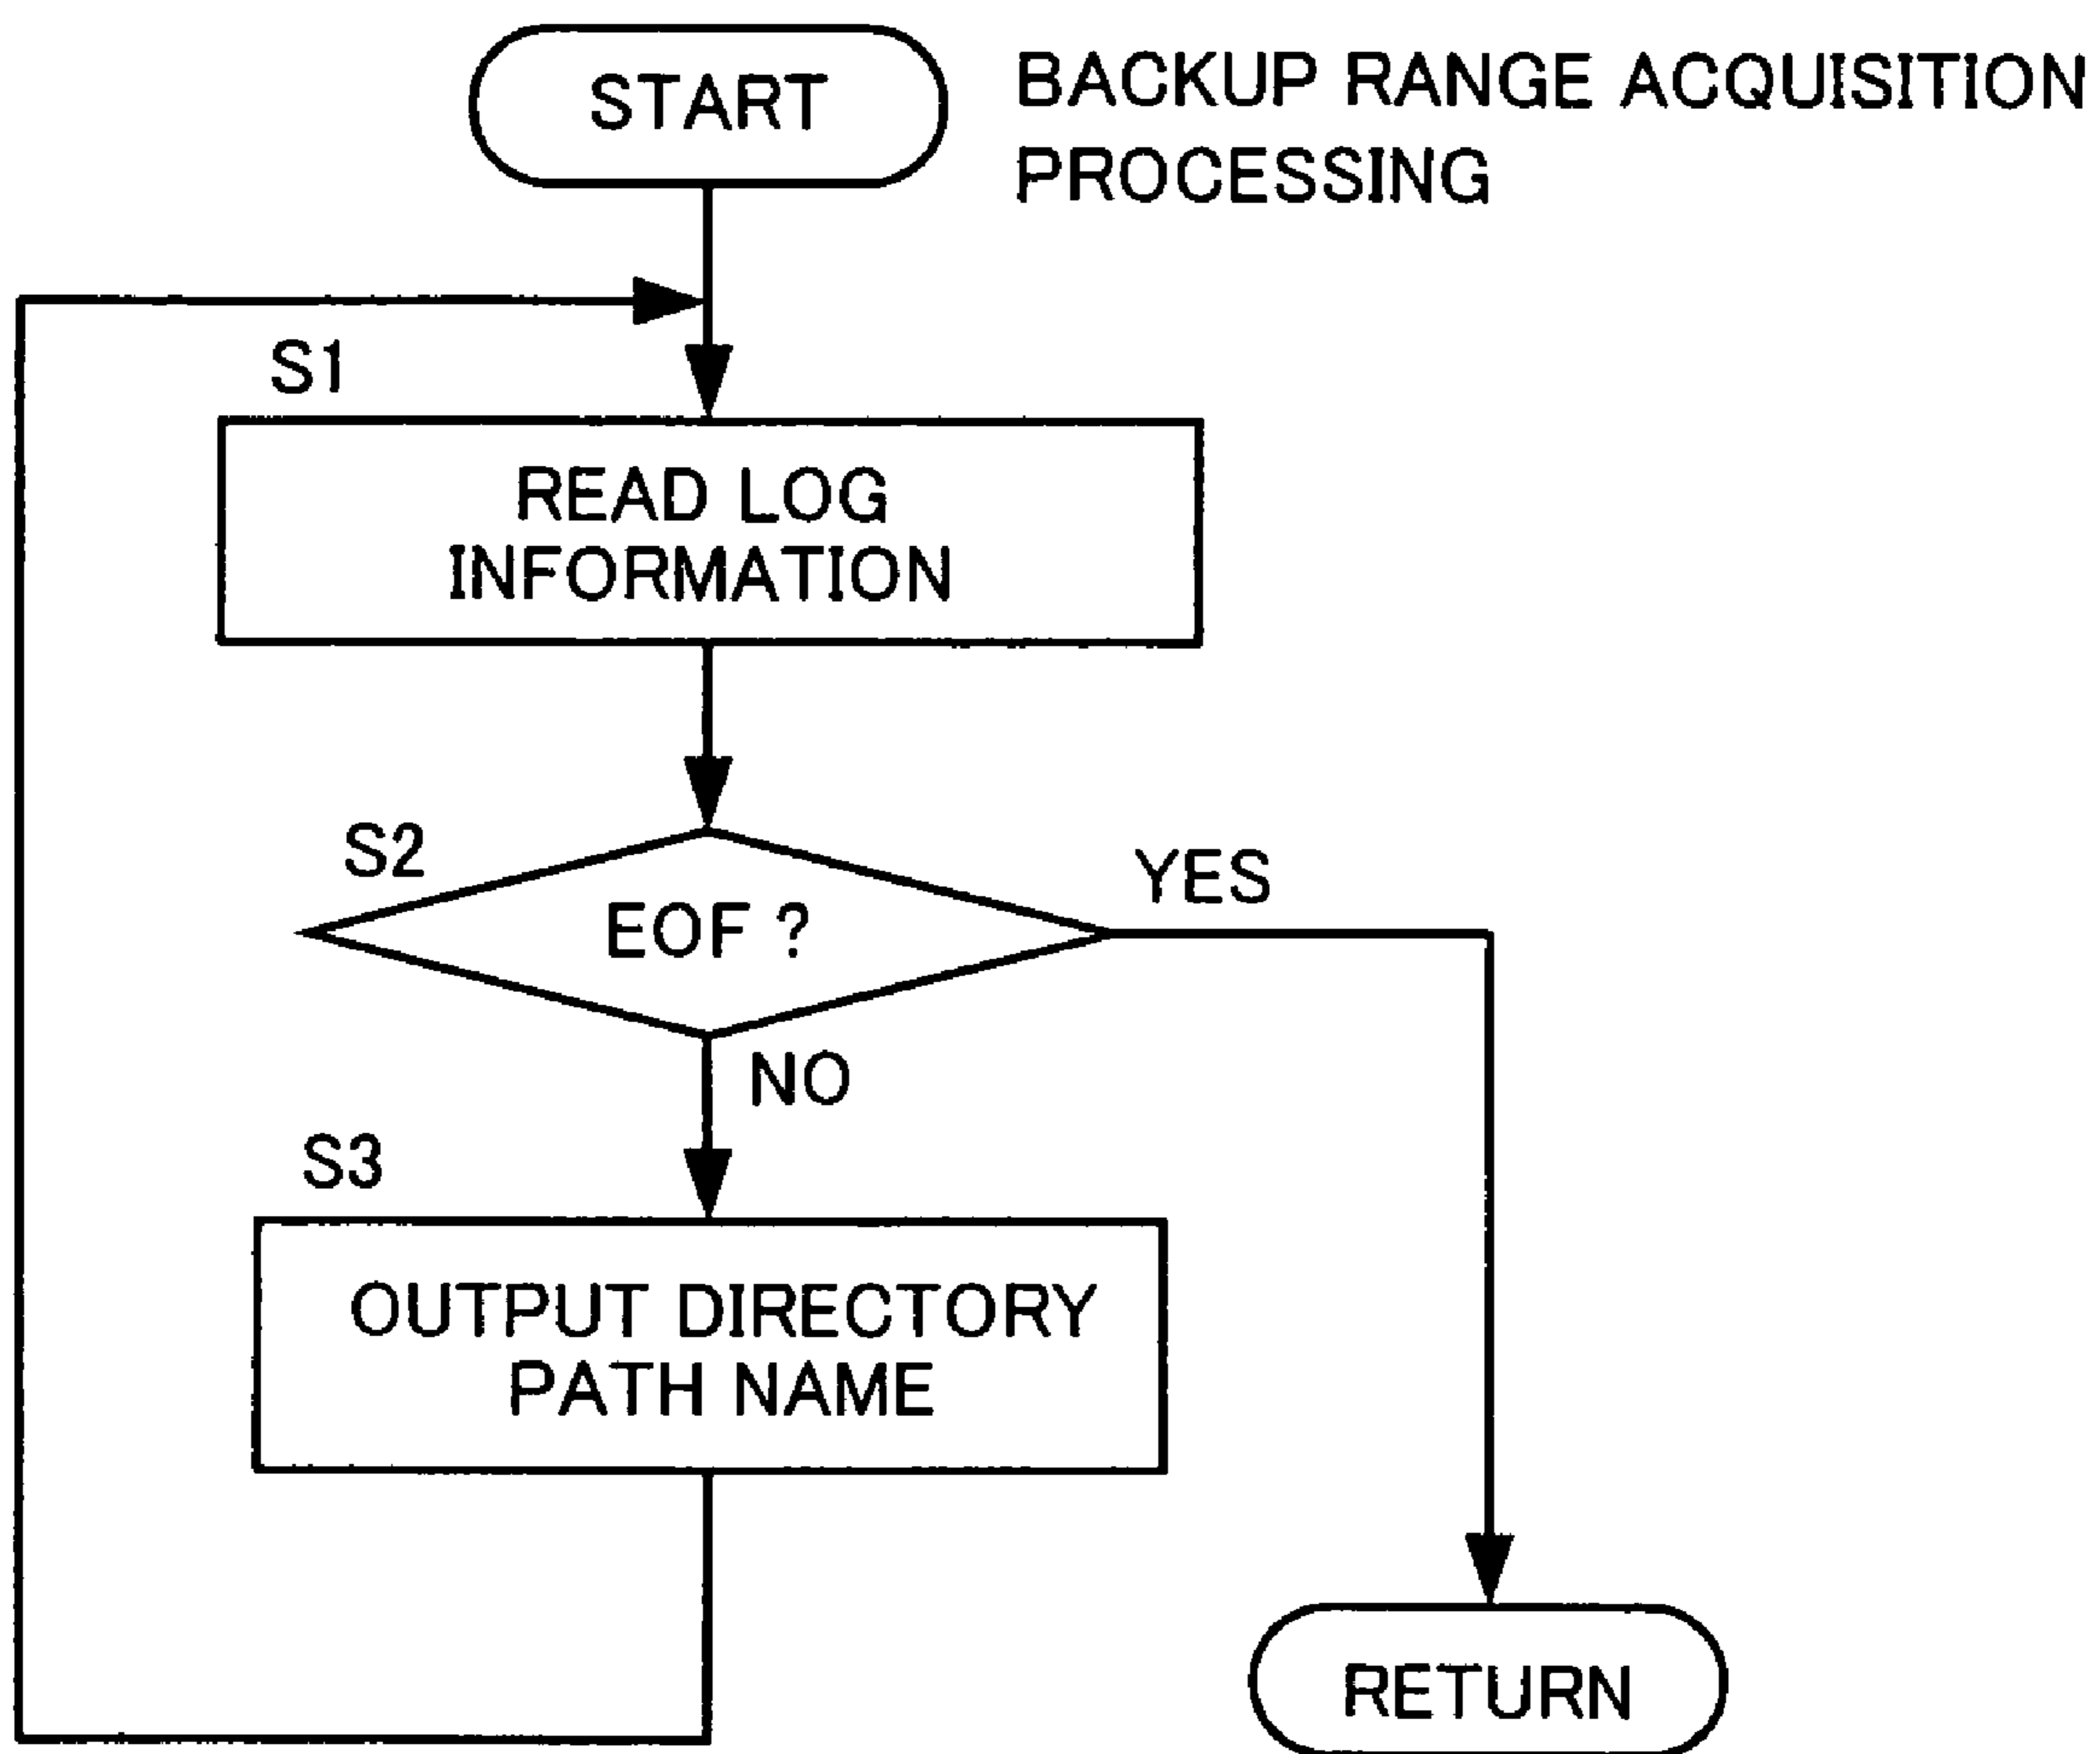 START
BACKUP RANGE ACQUISITION
PROCESSING
S1
READ LOG
INFORMATION
S2
EOF ?
YES
NO
S3
OUTPUT DIRECTORY
PATH NAME
RETURN